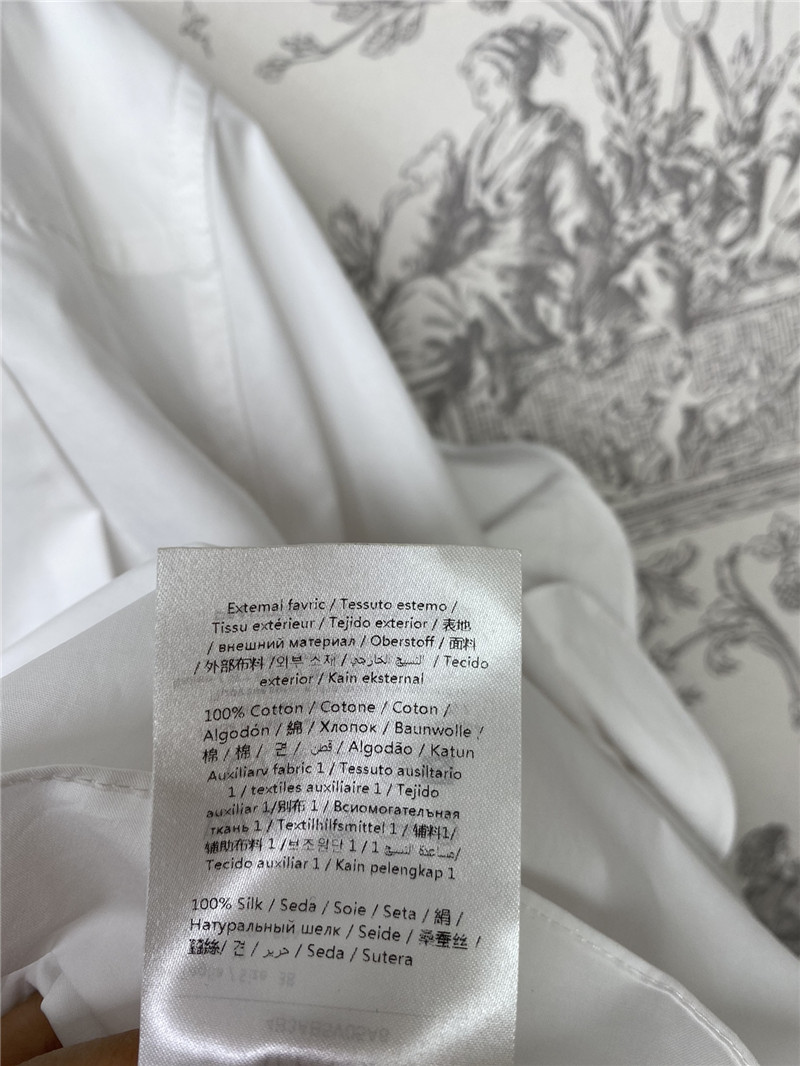 Extemal favric / Tessuto estemo /
Tissu extérieur / Tejido exterior / 表地
/ внешний материал / Oberstoff / 面料
/ 外部布料 /외부 소재 / النسيج الخارجي / Tecido
exterior / Kain eksternal
100% Cotton / Cotone / Coton /
Algodón / 綿 / Хлопок / Baunwolle /
棉 / 棉 / 면 / قطن / Algodão / Katun
Auxiliarv fabric 1 / Tessuto ausiltario
1 / textiles auxiliaire 1 / Tejido
auxiliar 1/别布 1 / Всиомогательная
ткань 1 / Textilhilfsmittel 1 / 辅料1/
辅助布料 1 /보조원단 1 / 1 مساعدة النسيج/
Tecido auxiliar 1 / Kain pelengkap 1
100% Silk / Seda / Soie / Seta / 絹 /
Натуральный шелк / Seide / 桑蚕丝 /
/ 견 / حرير / Seda / Sutera